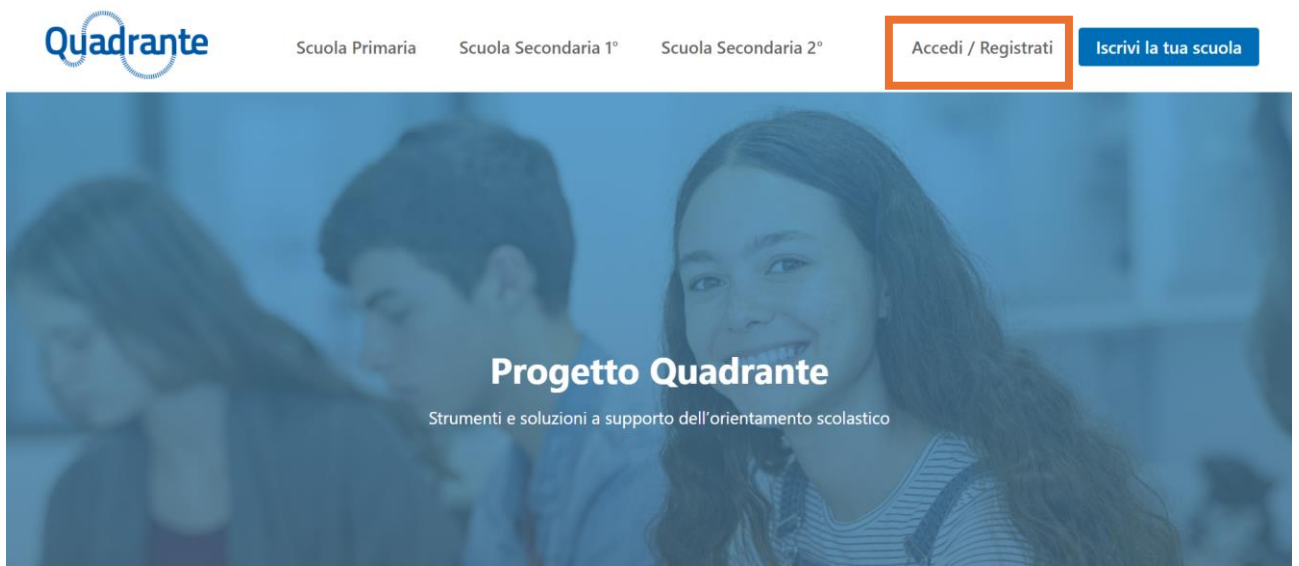 Quadrante
Scuola Primaria Scuola Secondaria 1° Scuola Secondaria 2° Accedi / Registrati Iscrivi la tua scuola
Progetto Quadrante
Strumenti e soluzioni a supporto dell'orientamento scolastico